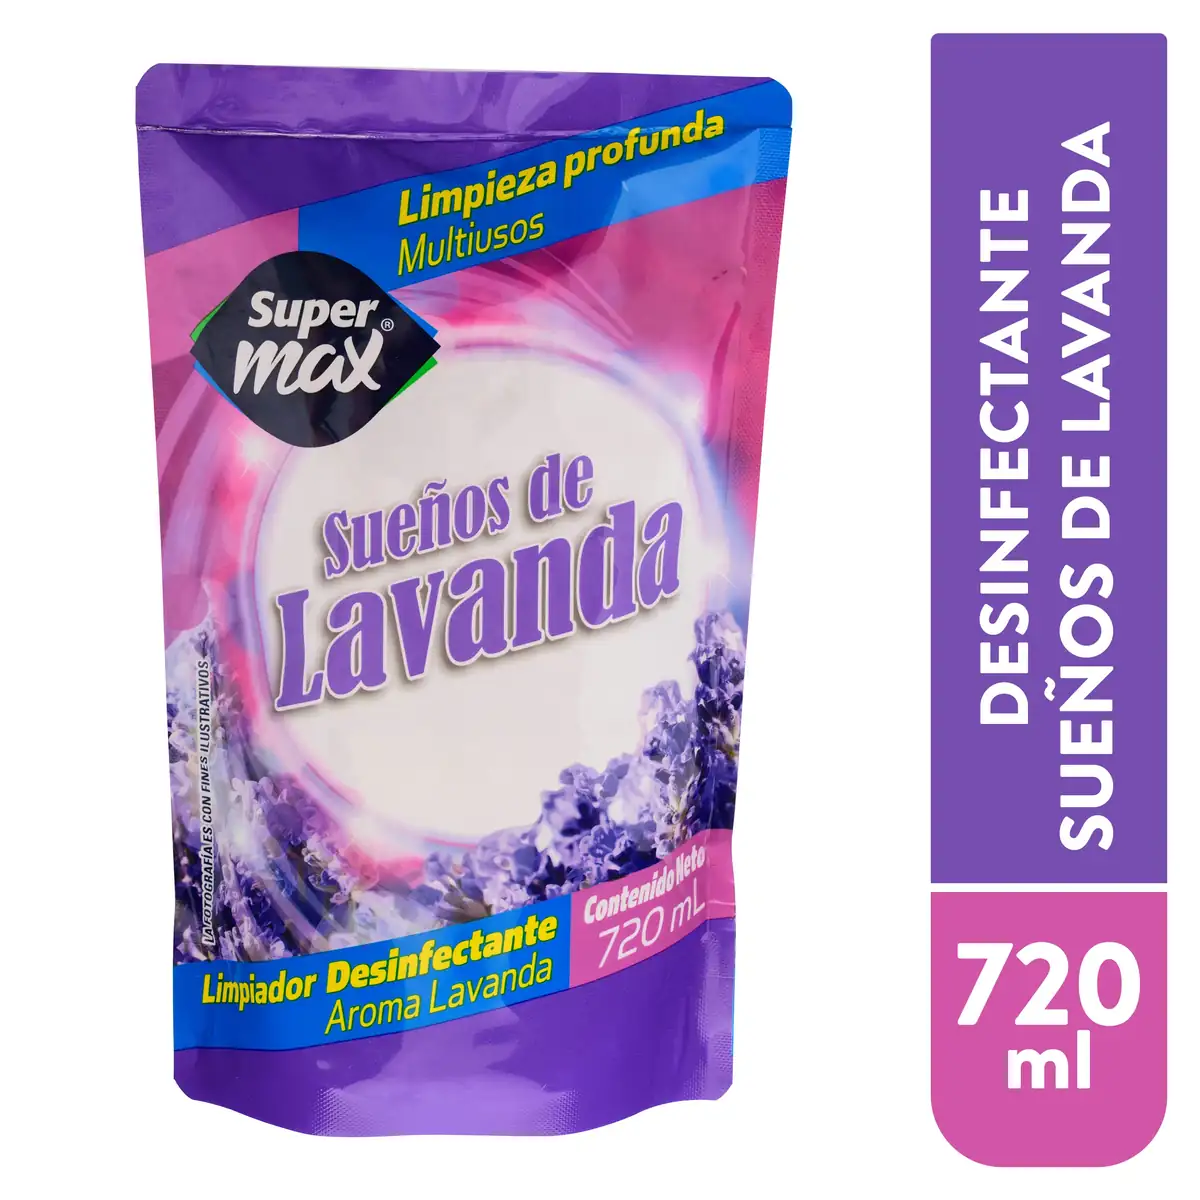 Limpieza profunda
Multiusos
Super
max®
Sueños de
Lavanda
LA FOTOGRAFÍA ES CON FINES ILUSTRATIVOS
Contenido Neto
720 mL
Limpiador Desinfectante
Aroma Lavanda
DESINFECTANTE
SUEÑOS DE LAVANDA
720
ml